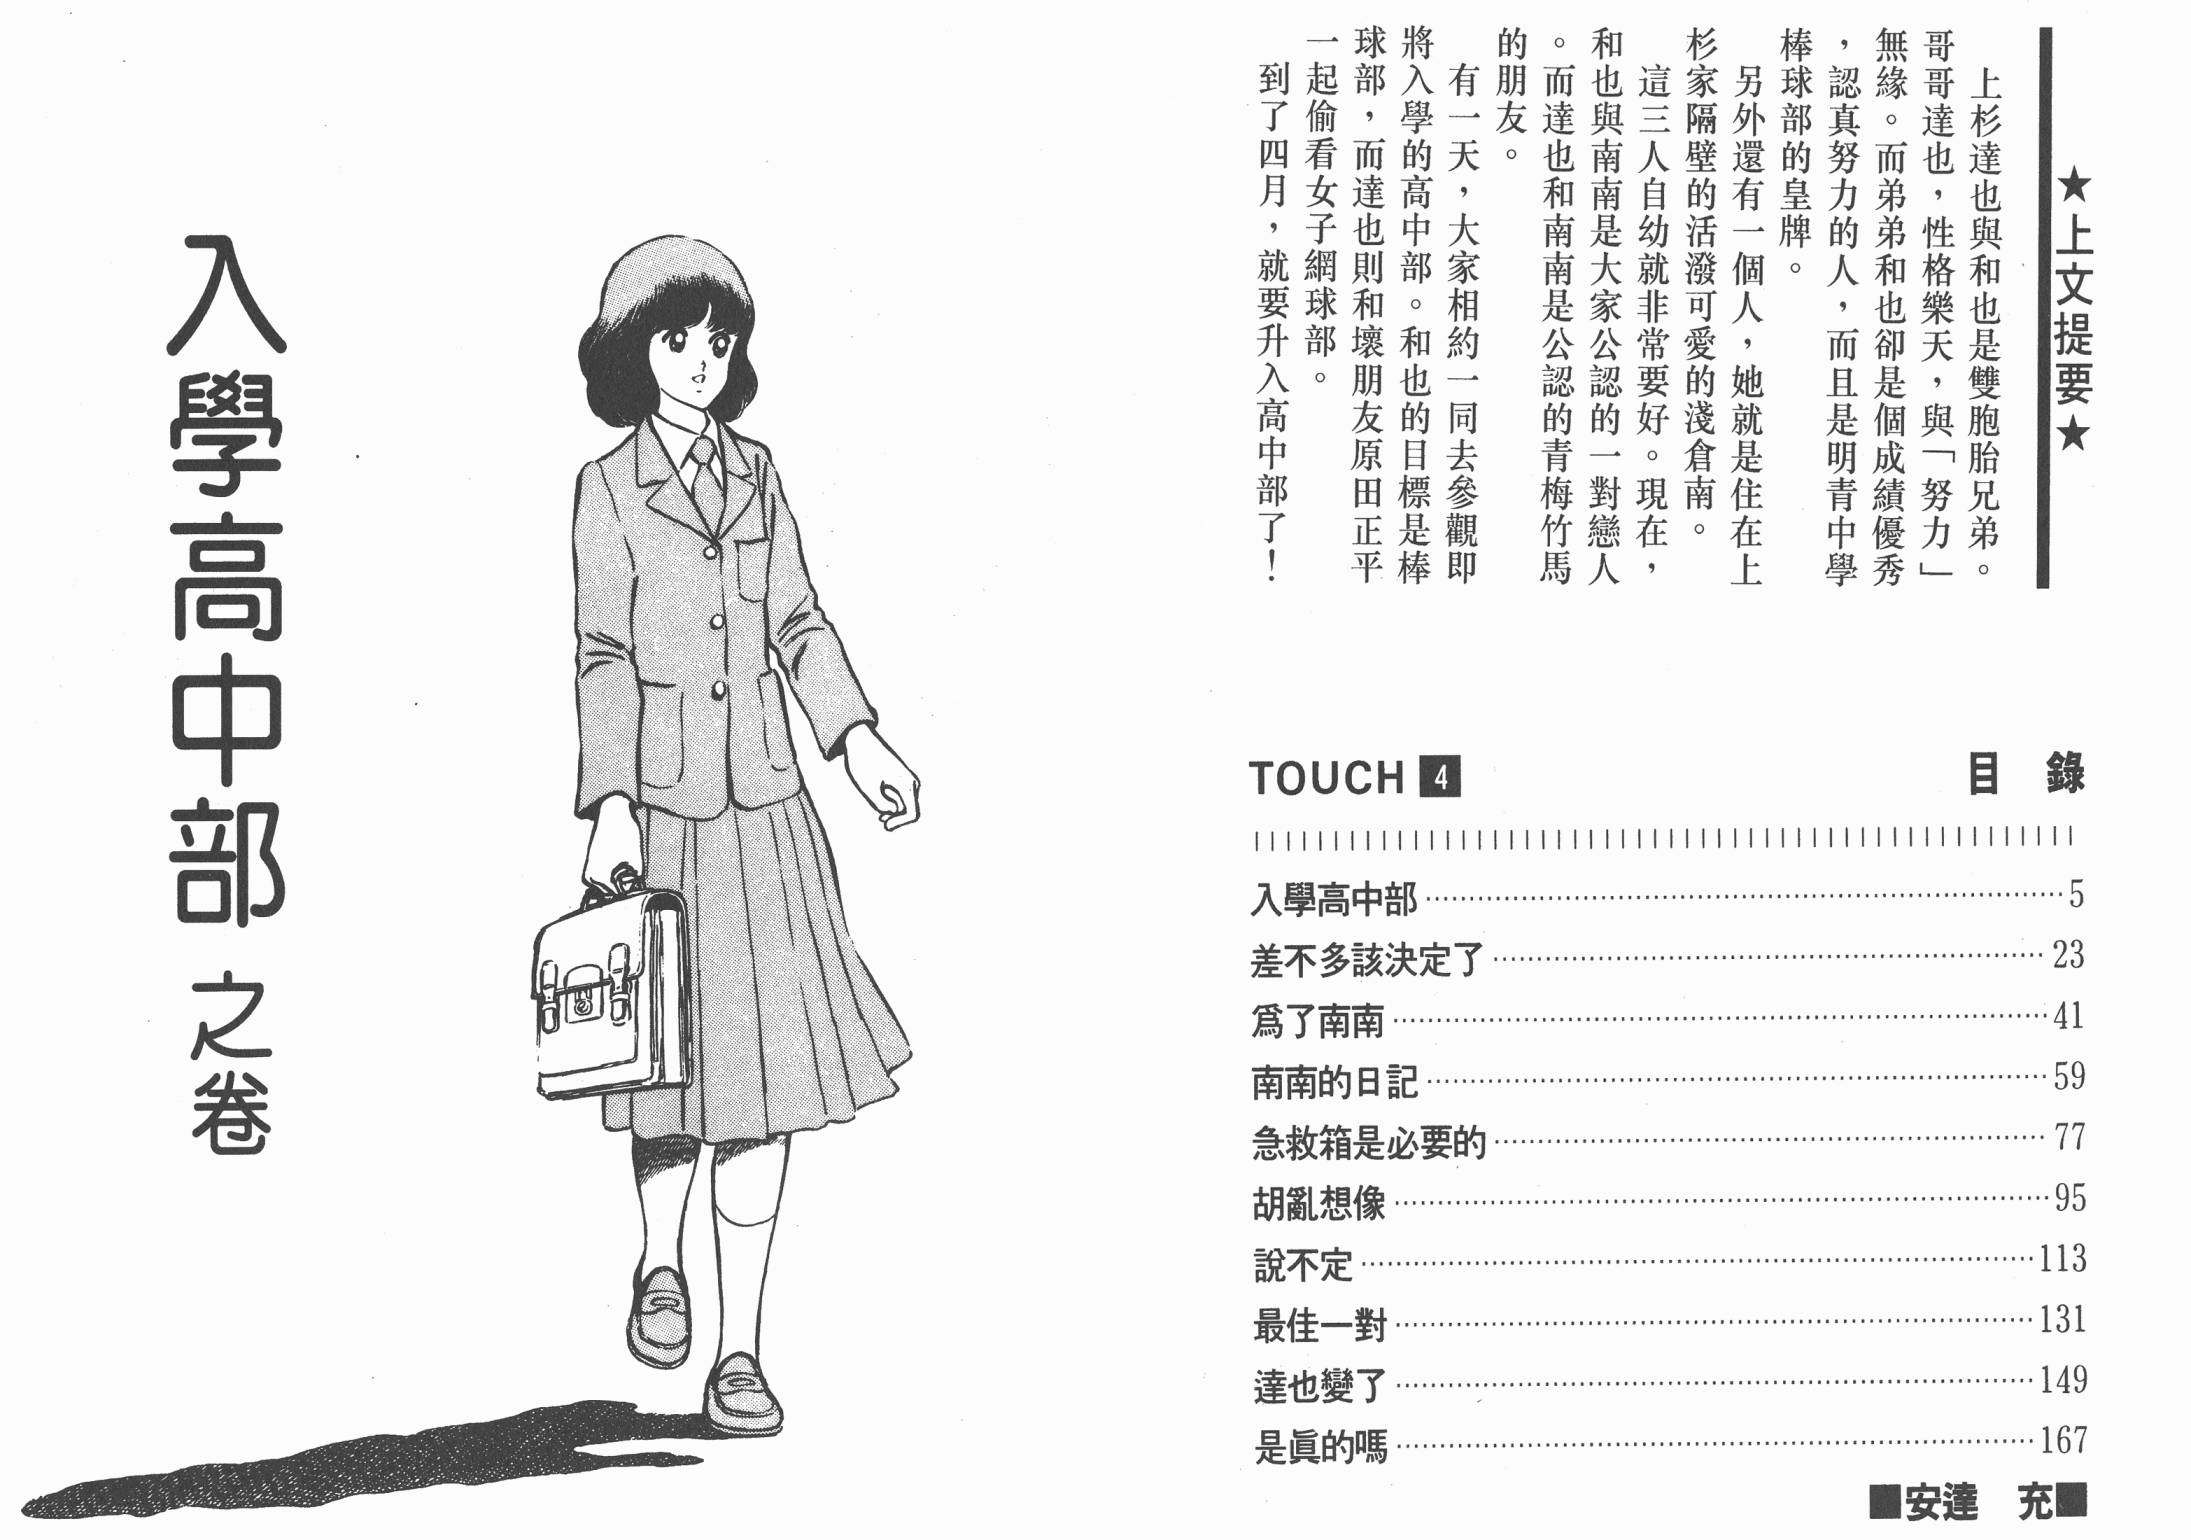 ★上文提要★
上杉達也與和也是雙胞胎兄弟。
哥哥達也，性格樂天，與「努力」
無緣。而弟弟和也卻是個成績優秀
，認真努力的人，而且是明青中學
棒球部的皇牌。
另外還有一個人，她就是住在上
杉家隔壁的活潑可愛的淺倉南。
這三人自幼就非常要好。現在，
和也與南南是大家公認的一對戀人
。而達也和南南是公認的青梅竹馬
的朋友。
有一天，大家相約一同去參觀即
將入學的高中部。和也的目標是棒
球部，而達也則和壞朋友原田正平
一起偷看女子網球部。
到了四月，就要升入高中部了！
TOUCH 4
目　錄
入學高中部 5
差不多該決定了 23
爲了南南 41
南南的日記 59
急救箱是必要的 77
胡亂想像 95
說不定 113
最佳一對 131
達也變了 149
是眞的嗎 167
■安達　充■
入學高中部之卷